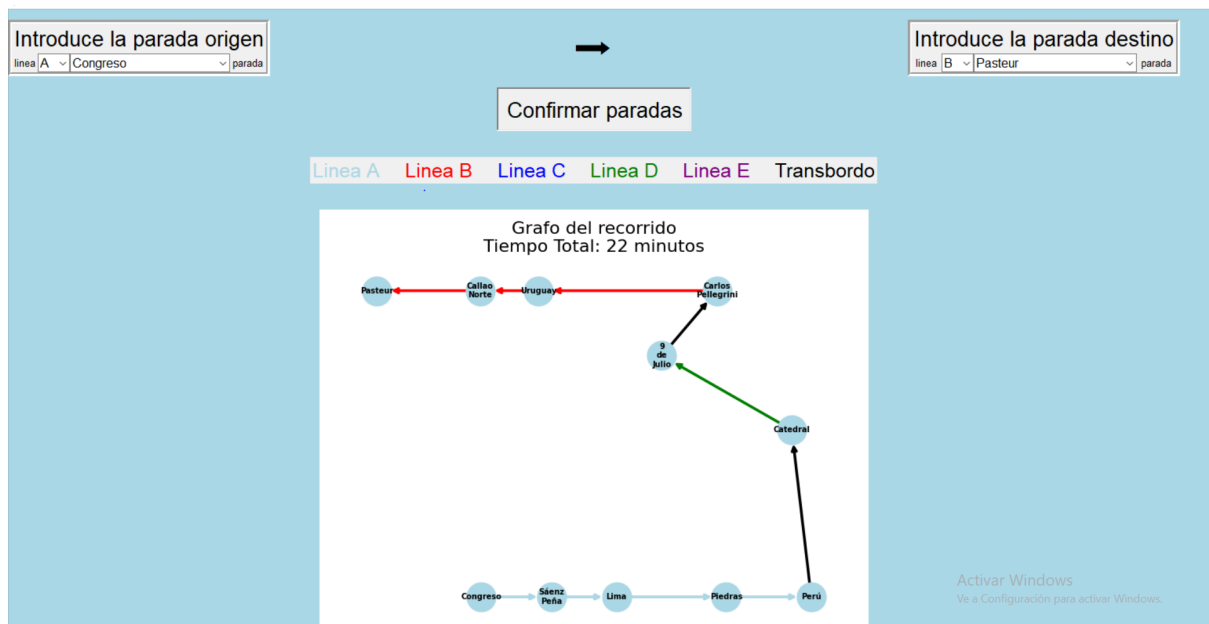 Introduce la parada origen
linea A Congreso parada
Introduce la parada destino
linea B Pasteur parada
Confirmar paradas
Linea A Linea B Linea C Linea D Linea E Transbordo
Grafo del recorrido
Tiempo Total: 22 minutos
Pasteur
Callao
Norte
Uruguay
Carlos
Pellegrini
9
de
Julio
Catedral
Congreso
Sáenz
Peña
Lima
Piedras
Perú
Activar Windows
Ve a Configuración para activar Windows.